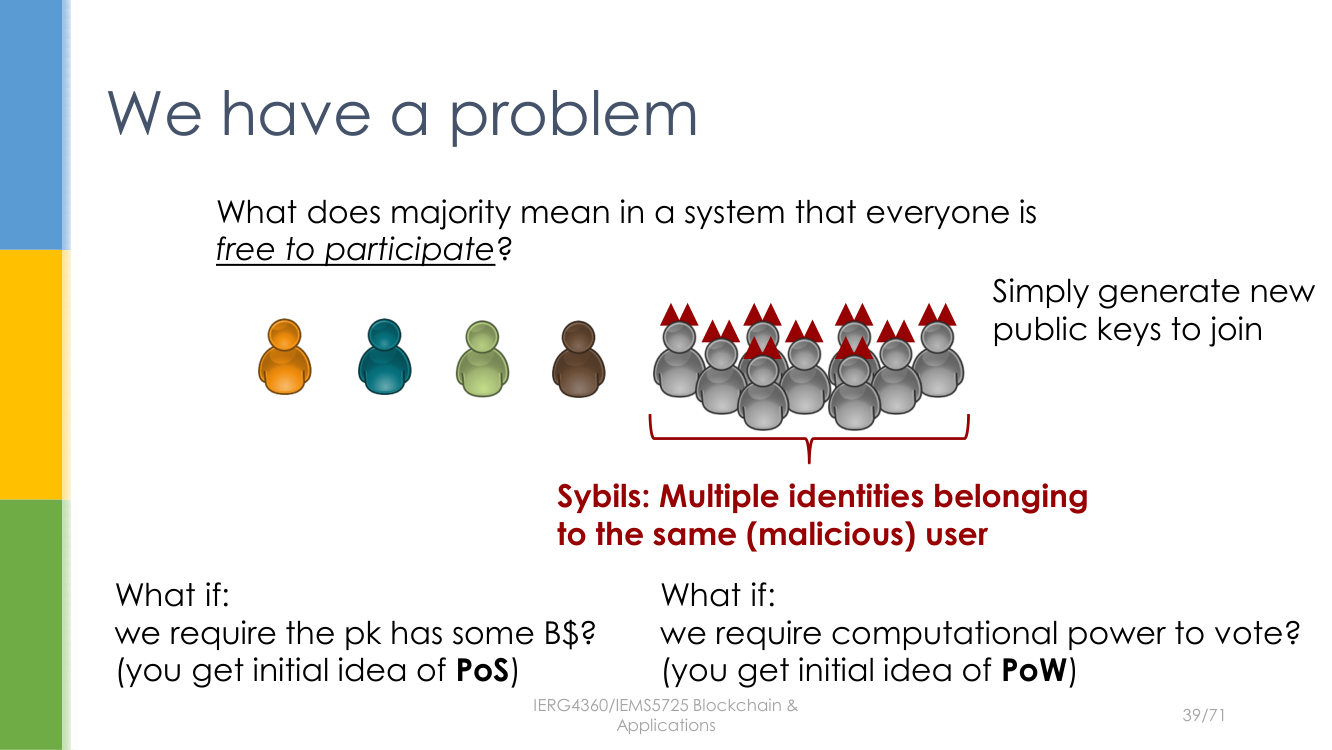 We have a problem
What does majority mean in a system that everyone is
free to participate?
Simply generate new
public keys to join
Sybils: Multiple identities belonging
to the same (malicious) user
What if:
we require the pk has some B$?
(you get initial idea of PoS)
What if:
we require computational power to vote?
(you get initial idea of PoW)
IERG4360/IEMS5725 Blockchain &
Applications
39/71